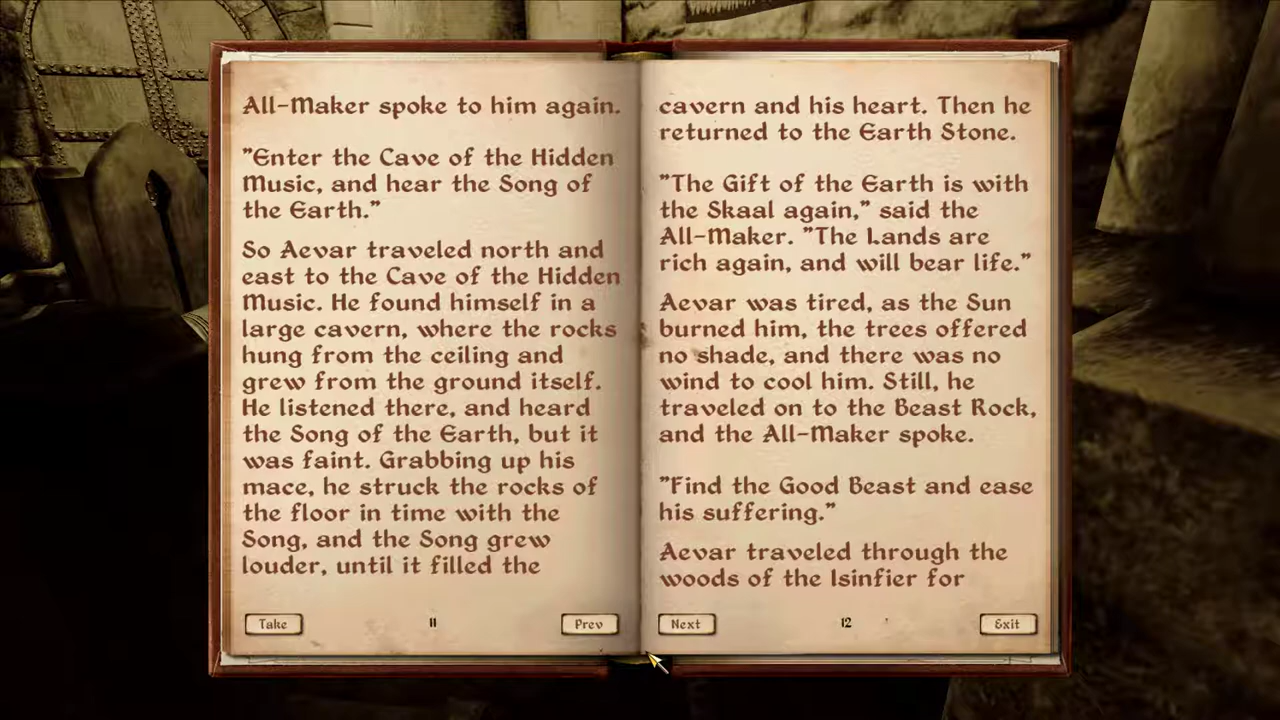 All-Maker spoke to him again.
"Enter the Cave of the Hidden
Music, and hear the Song of
the Earth."
So Aevar traveled north and
east to the Cave of the Hidden
Music. He found himself in a
large cavern, where the rocks
hung from the ceiling and
grew from the ground itself.
He listened there, and heard
the Song of the Earth, but it
was faint. Grabbing up his
mace, he struck the rocks of
the floor in time with the
Song, and the Song grew
louder, until it filled the
Take
11
Prev
cavern and his heart. Then he
returned to the Earth Stone.
"The Gift of the Earth is with
the Skaal again," said the
All-Maker. "The Lands are
rich again, and will bear life."
Aevar was tired, as the Sun
burned him, the trees offered
no shade, and there was no
wind to cool him. Still, he
traveled on to the Beast Rock,
and the All-Maker spoke.
"Find the Good Beast and ease
his suffering."
Aevar traveled through the
woods of the Isinfier for
Next
12
Exit